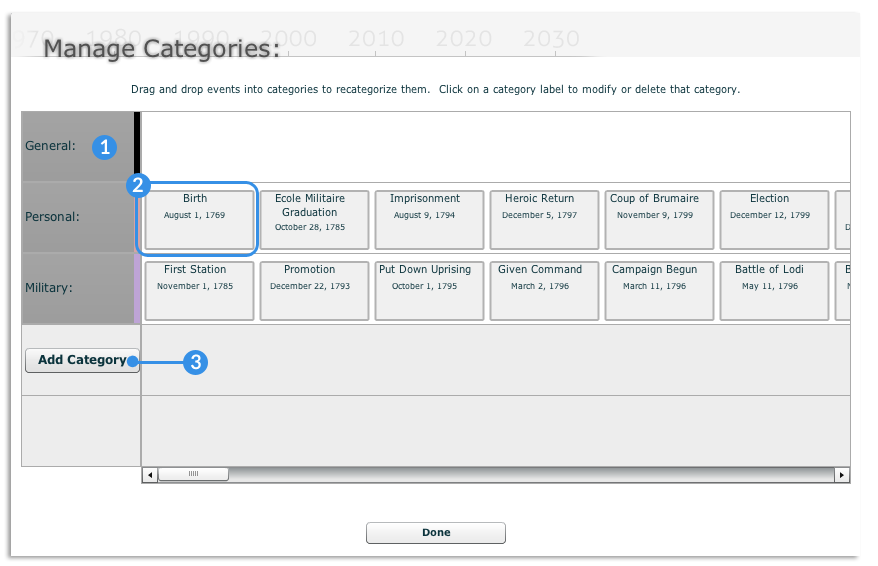 970 1980 2000 2010 2020 2030
Manage Categories:
Drag and drop events into categories to recategorize them. Click on a category label to modify or delete that category.
General: 1
2
Personal:
Birth
August 1, 1769
Ecole Militaire
Graduation
October 28, 1785
Imprisonment
August 9, 1794
Heroic Return
December 5, 1797
Coup of Brumaire
November 9, 1799
Election
December 12, 1799
D
Military:
First Station
November 1, 1785
Promotion
December 22, 1793
Put Down Uprising
October 1, 1795
Given Command
March 2, 1796
Campaign Begun
March 11, 1796
Battle of Lodi
May 11, 1796
B
Add Category 3
Done